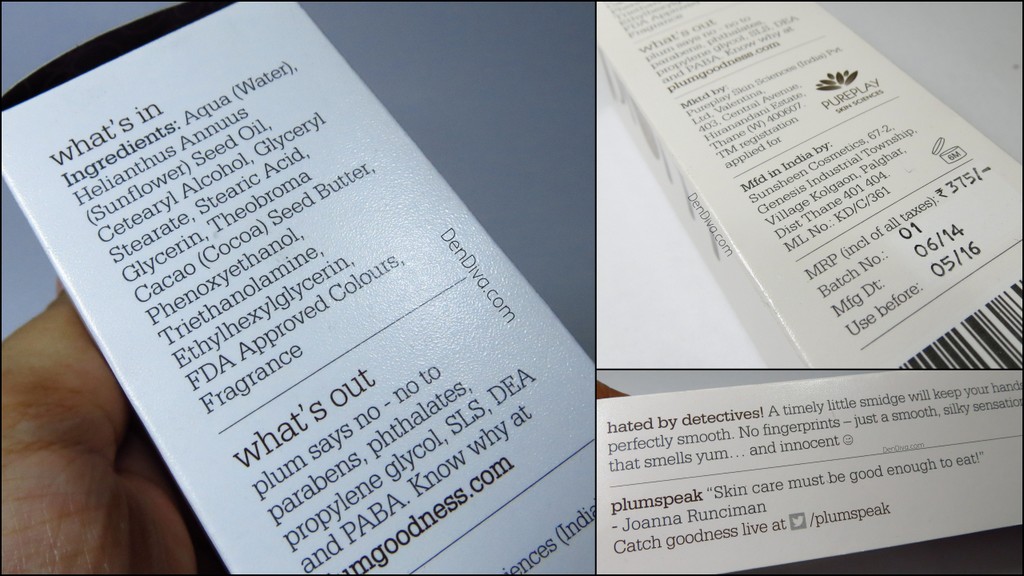 what's in
Ingredients: Aqua (Water),
Helianthus Annuus
(Sunflower) Seed Oil,
Cetearyl Alcohol, Glyceryl
Stearate, Stearic Acid,
Glycerin, Theobroma
Cacao (Cocoa) Seed Butter,
Phenoxyethanol,
Triethanolamine,
Ethylhexylglycerin,
FDA Approved Colours,
Fragrance
DenDiva.com
what's out
plum says no - no to
parabens, phthalates,
propylene glycol, SLS, DEA
and PABA. Know why at
umgoodness.com
iences (India
Fragrance
what's out
plum says no - no to
parabens, phthalates,
propylene glycol, SLS, DEA
and PABA. Know why at
plumgoodness.com
Mktd by:
Pureplay Skin Sciences (India) Pvt
Ltd, Valentina,
403, Central Avenue,
Hiranandani Estate,
Thane (W) 400607.
TM registration
applied for
PUREPLAY
SKIN SCIENCES
Mfd in India by:
Sunsheen Cosmetics, 67-2,
Genesis Industrial Township,
Village Kolgaon, Palghar,
Dist. Thane 401 404.
ML No.: KD/C/361
6M
MRP (incl of all taxes): ₹ 375/-
Batch No.: 01
Mfg Dt: 06/14
Use before: 05/16
DenDiva.com
hated by detectives! A timely little smidge will keep your hands
perfectly smooth. No fingerprints – just a smooth, silky sensation
that smells yum... and innocent ☺
DenDiva.com
plumspeak "Skin care must be good enough to eat!"
- Joanna Runciman
Catch goodness live at /plumspeak